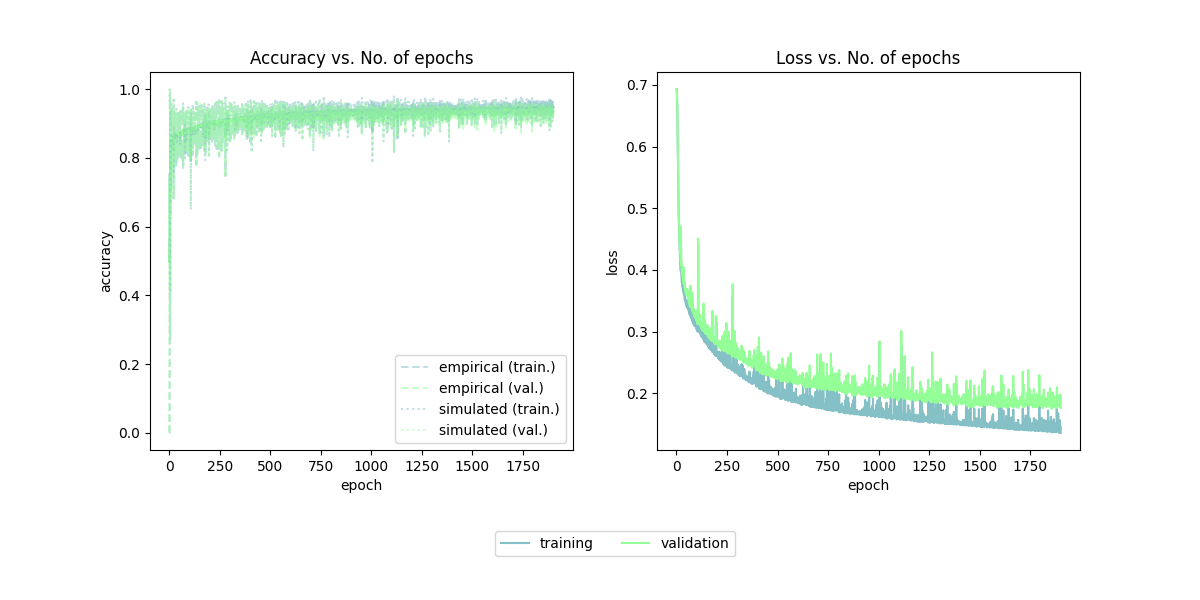 Accuracy vs. No. of epochs
1.0
0.8
0.6
0.4
0.2
0.0
accuracy
0 250 500 750 1000 1250 1500 1750
epoch
empirical (train.)
empirical (val.)
simulated (train.)
simulated (val.)
Loss vs. No. of epochs
0.7
0.6
0.5
0.4
0.3
0.2
loss
0 250 500 750 1000 1250 1500 1750
epoch
training validation